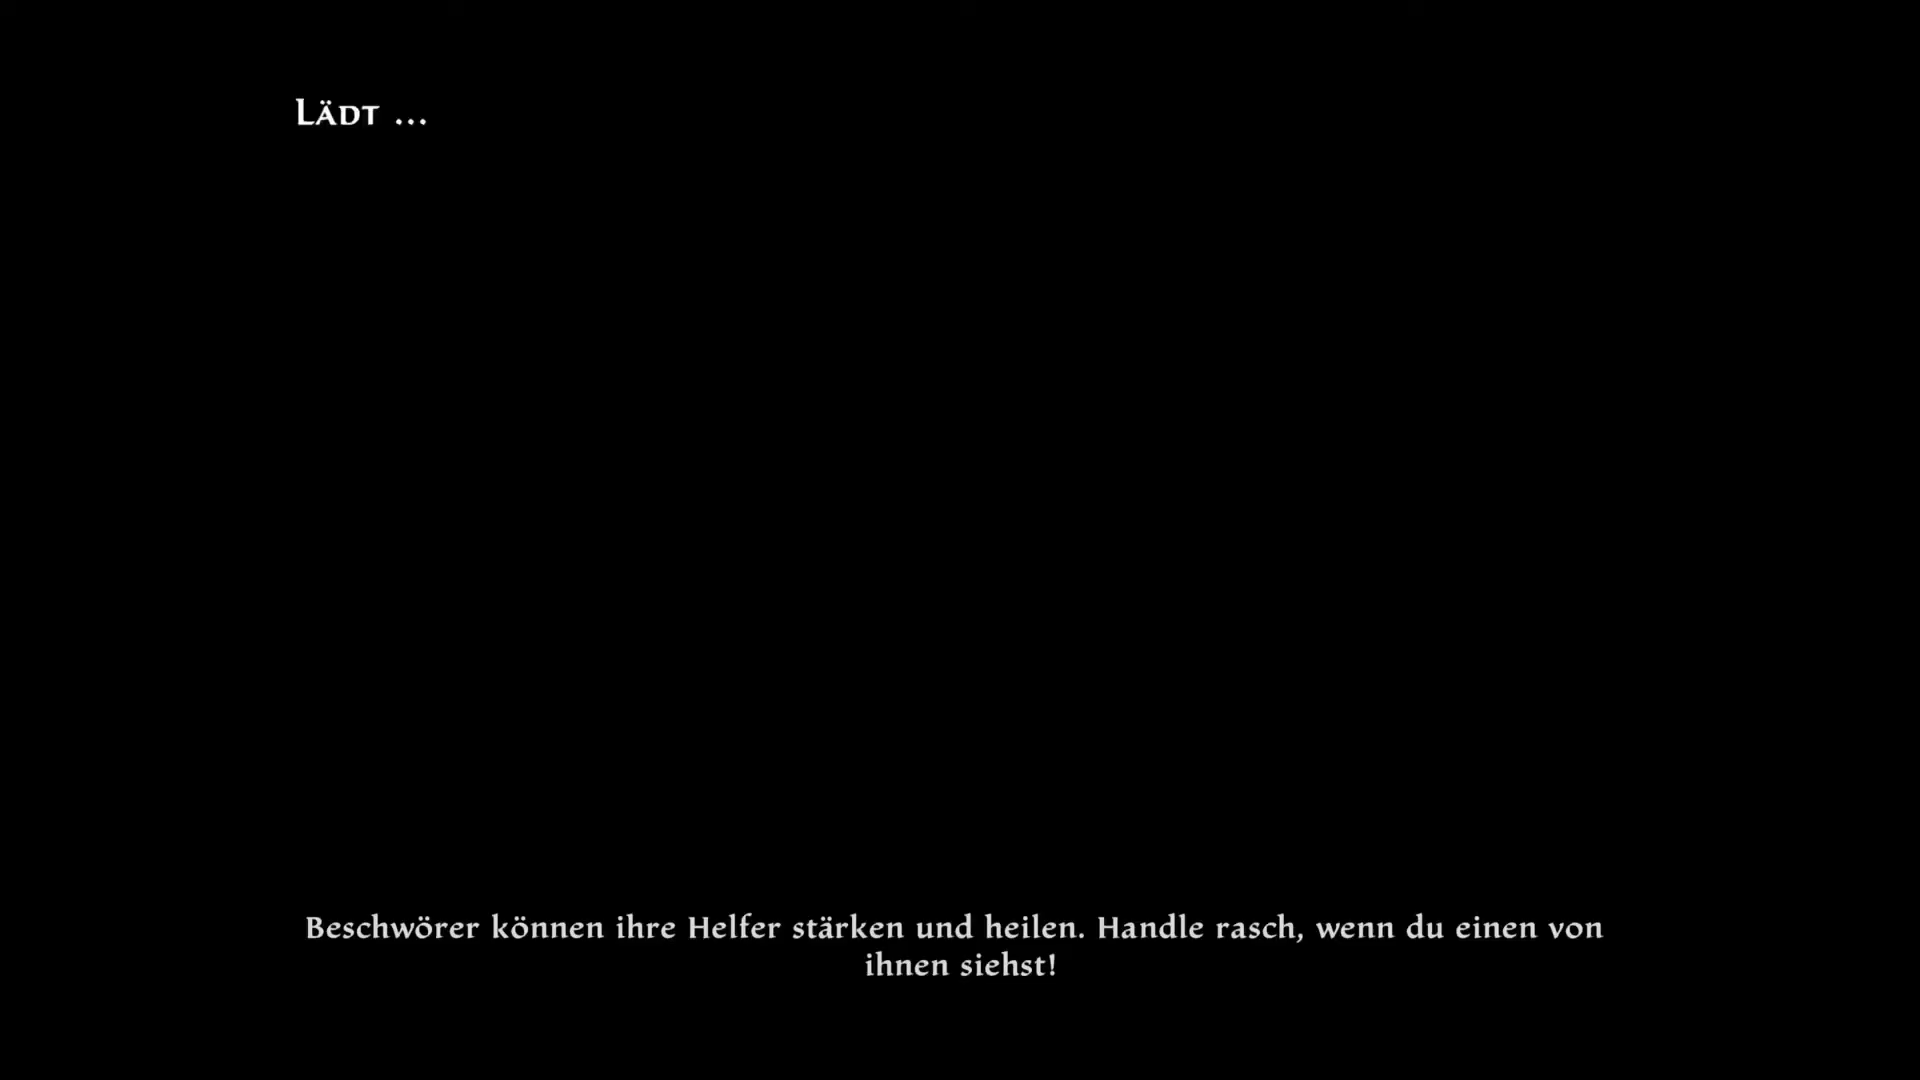 Lädt ...
Beschwörer können ihre Helfer stärken und heilen. Handle rasch, wenn du einen von
ihnen siehst!